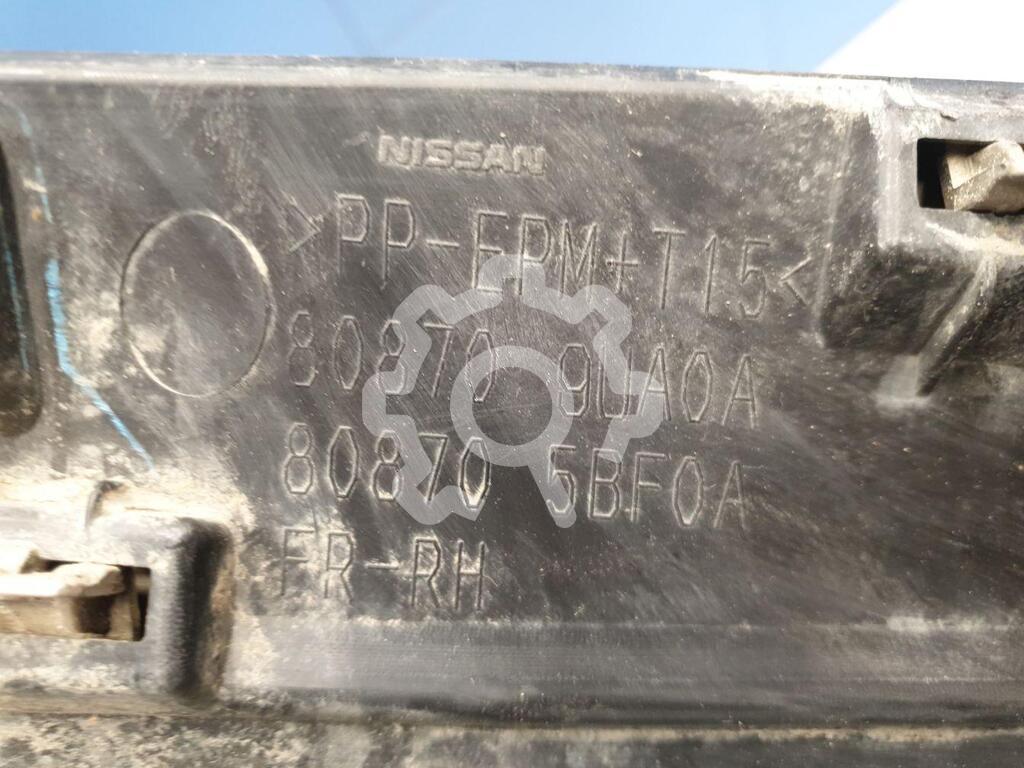 NISSAN
>PP-EPM+T15<
80870 9UA0A
80870 5BF0A
FR-RH